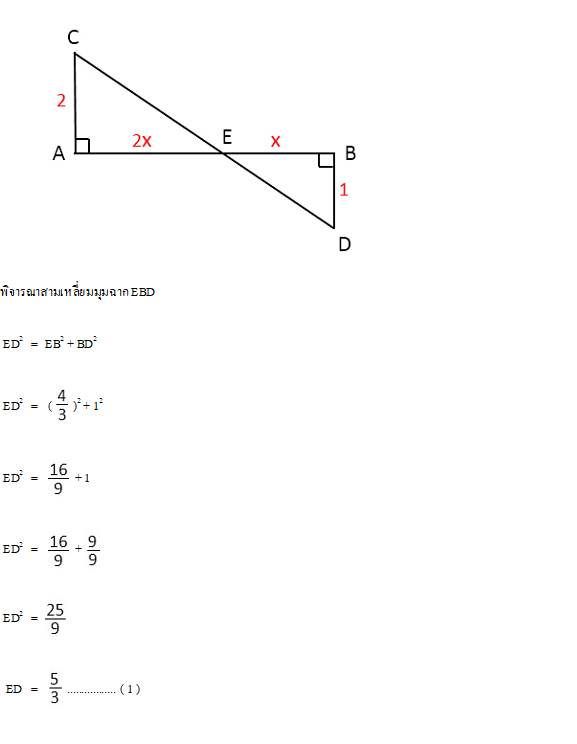 C
2
A 2x E x B
1
D
พิจารณาสามเหลี่ยมมุมฉาก EBD
ED² = EB² + BD²
ED² = ( 4/3 )² + 1²
ED² = 16/9 + 1
ED² = 16/9 + 9/9
ED² = 25/9
ED = 5/3 ................. ( 1 )